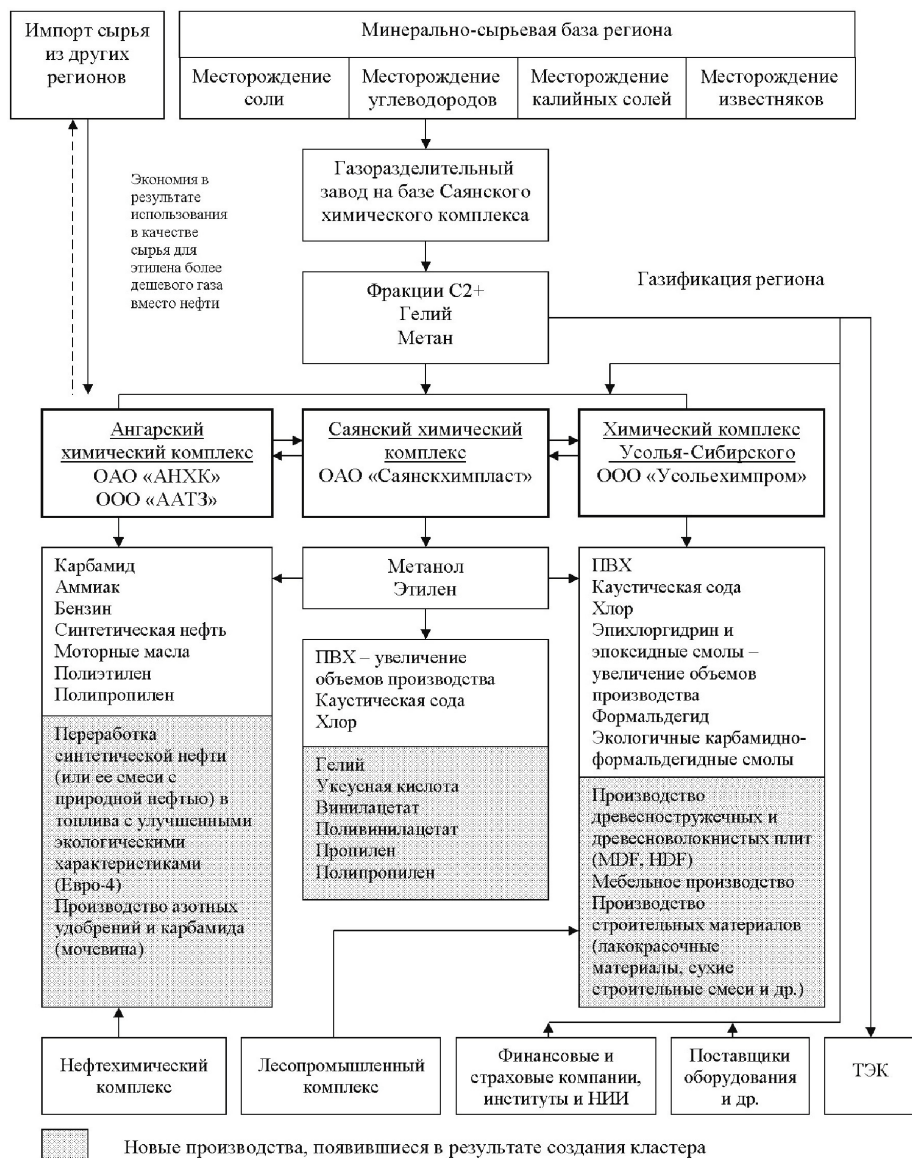 Импорт сырья
из других
регионов
Минерально-сырьевая база региона
Месторождение
соли
Месторождение
углеводородов
Месторождение
калийных солей
Месторождение
известняков
Экономия в
результате
использования
в качестве
сырья для
этилена более
дешевого газа
вместо нефти
Газоразделительный
завод на базе Саянского
химического комплекса
Фракции С2+
Гелий
Метан
Газификация региона
Ангарский
химический комплекс
ОАО «АНХК»
ООО «ААТЗ»
Саянский химический
комплекс
ОАО «Саянскхимпласт»
Химический комплекс
Усолья-Сибирского
ООО «Усольехимпром»
Карбамид
Аммиак
Бензин
Синтетическая нефть
Моторные масла
Полиэтилен
Полипропилен
Переработка
синтетической нефти
(или ее смеси с
природной нефтью) в
топлива с улучшенными
экологическими
характеристиками
(Евро-4)
Производство азотных
удобрений и карбамида
(мочевина)
Метанол
Этилен
ПВХ – увеличение
объемов производства
Каустическая сода
Хлор
Гелий
Уксусная кислота
Винилацетат
Поливинилацетат
Пропилен
Полипропилен
ПВХ
Каустическая сода
Хлор
Эпихлоргидрин и
эпоксидные смолы –
увеличение объемов
производства
Формальдегид
Экологичные карбамидно-
формальдегидные смолы
Производство
древесностружечных и
древесноволокнистых плит
(MDF, HDF)
Мебельное производство
Производство
строительных материалов
(лакокрасочные
материалы, сухие
строительные смеси и др.)
Нефтехимический
комплекс
Лесопромышленный
комплекс
Финансовые и
страховые компании,
институты и НИИ
Поставщики
оборудования
и др.
ТЭК
Новые производства, появившиеся в результате создания кластера